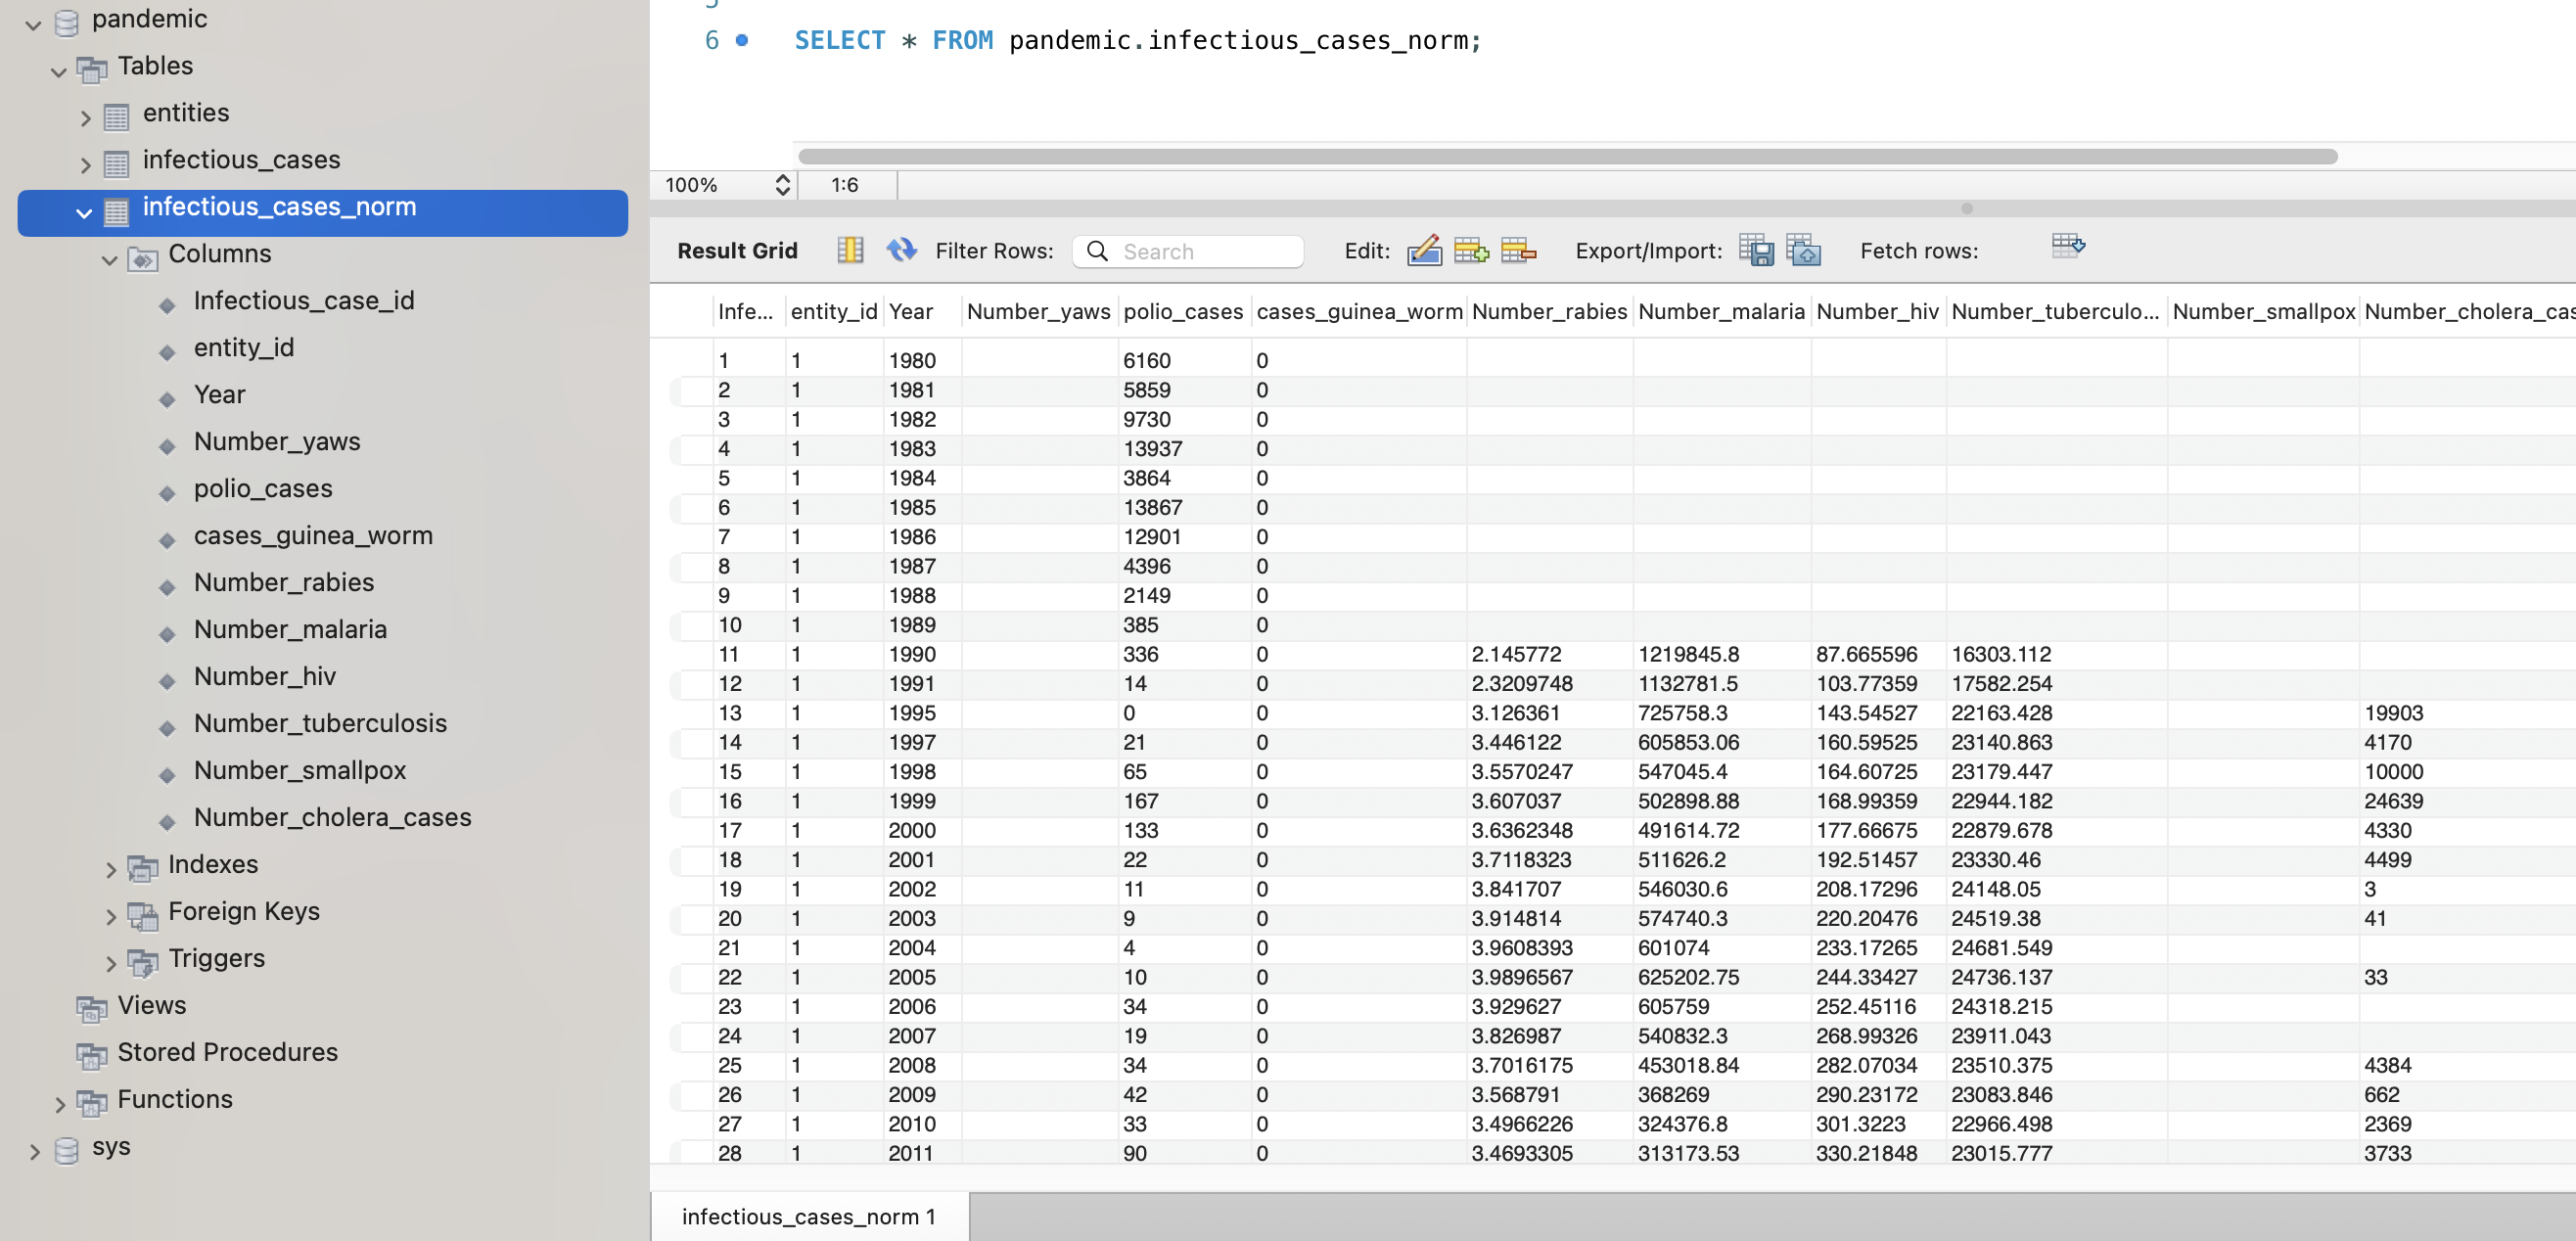 pandemic
Tables
entities
infectious_cases
infectious_cases_norm
Columns
Infectious_case_id
entity_id
Year
Number_yaws
polio_cases
cases_guinea_worm
Number_rabies
Number_malaria
Number_hiv
Number_tuberculosis
Number_smallpox
Number_cholera_cases
Indexes
Foreign Keys
Triggers
Views
Stored Procedures
Functions
sys
6 SELECT * FROM pandemic.infectious_cases_norm;
100% 1:6
Result Grid Filter Rows: Search Edit: Export/Import: Fetch rows:
Infe... entity_id Year Number_yaws polio_cases cases_guinea_worm Number_rabies Number_malaria Number_hiv Number_tuberculo... Number_smallpox Number_cholera_cas
1 1 1980 6160 0
2 1 1981 5859 0
3 1 1982 9730 0
4 1 1983 13937 0
5 1 1984 3864 0
6 1 1985 13867 0
7 1 1986 12901 0
8 1 1987 4396 0
9 1 1988 2149 0
10 1 1989 385 0
11 1 1990 336 0 2.145772 1219845.8 87.665596 16303.112
12 1 1991 14 0 2.3209748 1132781.5 103.77359 17582.254
13 1 1995 0 0 3.126361 725758.3 143.54527 22163.428 19903
14 1 1997 21 0 3.446122 605853.06 160.59525 23140.863 4170
15 1 1998 65 0 3.5570247 547045.4 164.60725 23179.447 10000
16 1 1999 167 0 3.607037 502898.88 168.99359 22944.182 24639
17 1 2000 133 0 3.6362348 491614.72 177.66675 22879.678 4330
18 1 2001 22 0 3.7118323 511626.2 192.51457 23330.46 4499
19 1 2002 11 0 3.841707 546030.6 208.17296 24148.05 3
20 1 2003 9 0 3.914814 574740.3 220.20476 24519.38 41
21 1 2004 4 0 3.9608393 601074 233.17265 24681.549
22 1 2005 10 0 3.9896567 625202.75 244.33427 24736.137 33
23 1 2006 34 0 3.929627 605759 252.45116 24318.215
24 1 2007 19 0 3.826987 540832.3 268.99326 23911.043
25 1 2008 34 0 3.7016175 453018.84 282.07034 23510.375 4384
26 1 2009 42 0 3.568791 368269 290.23172 23083.846 662
27 1 2010 33 0 3.4966226 324376.8 301.3223 22966.498 2369
28 1 2011 90 0 3.4693305 313173.53 330.21848 23015.777 3733
infectious_cases_norm 1